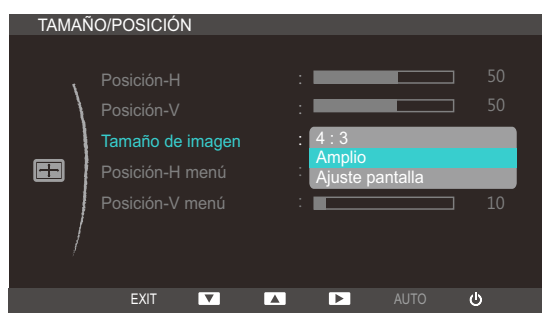 TAMAÑO/POSICIÓN
Posición-H : 50
Posición-V : 50
Tamaño de imagen : 4 : 3
Amplio
Ajuste pantalla
Posición-H menú :
Posición-V menú : 10
EXIT AUTO